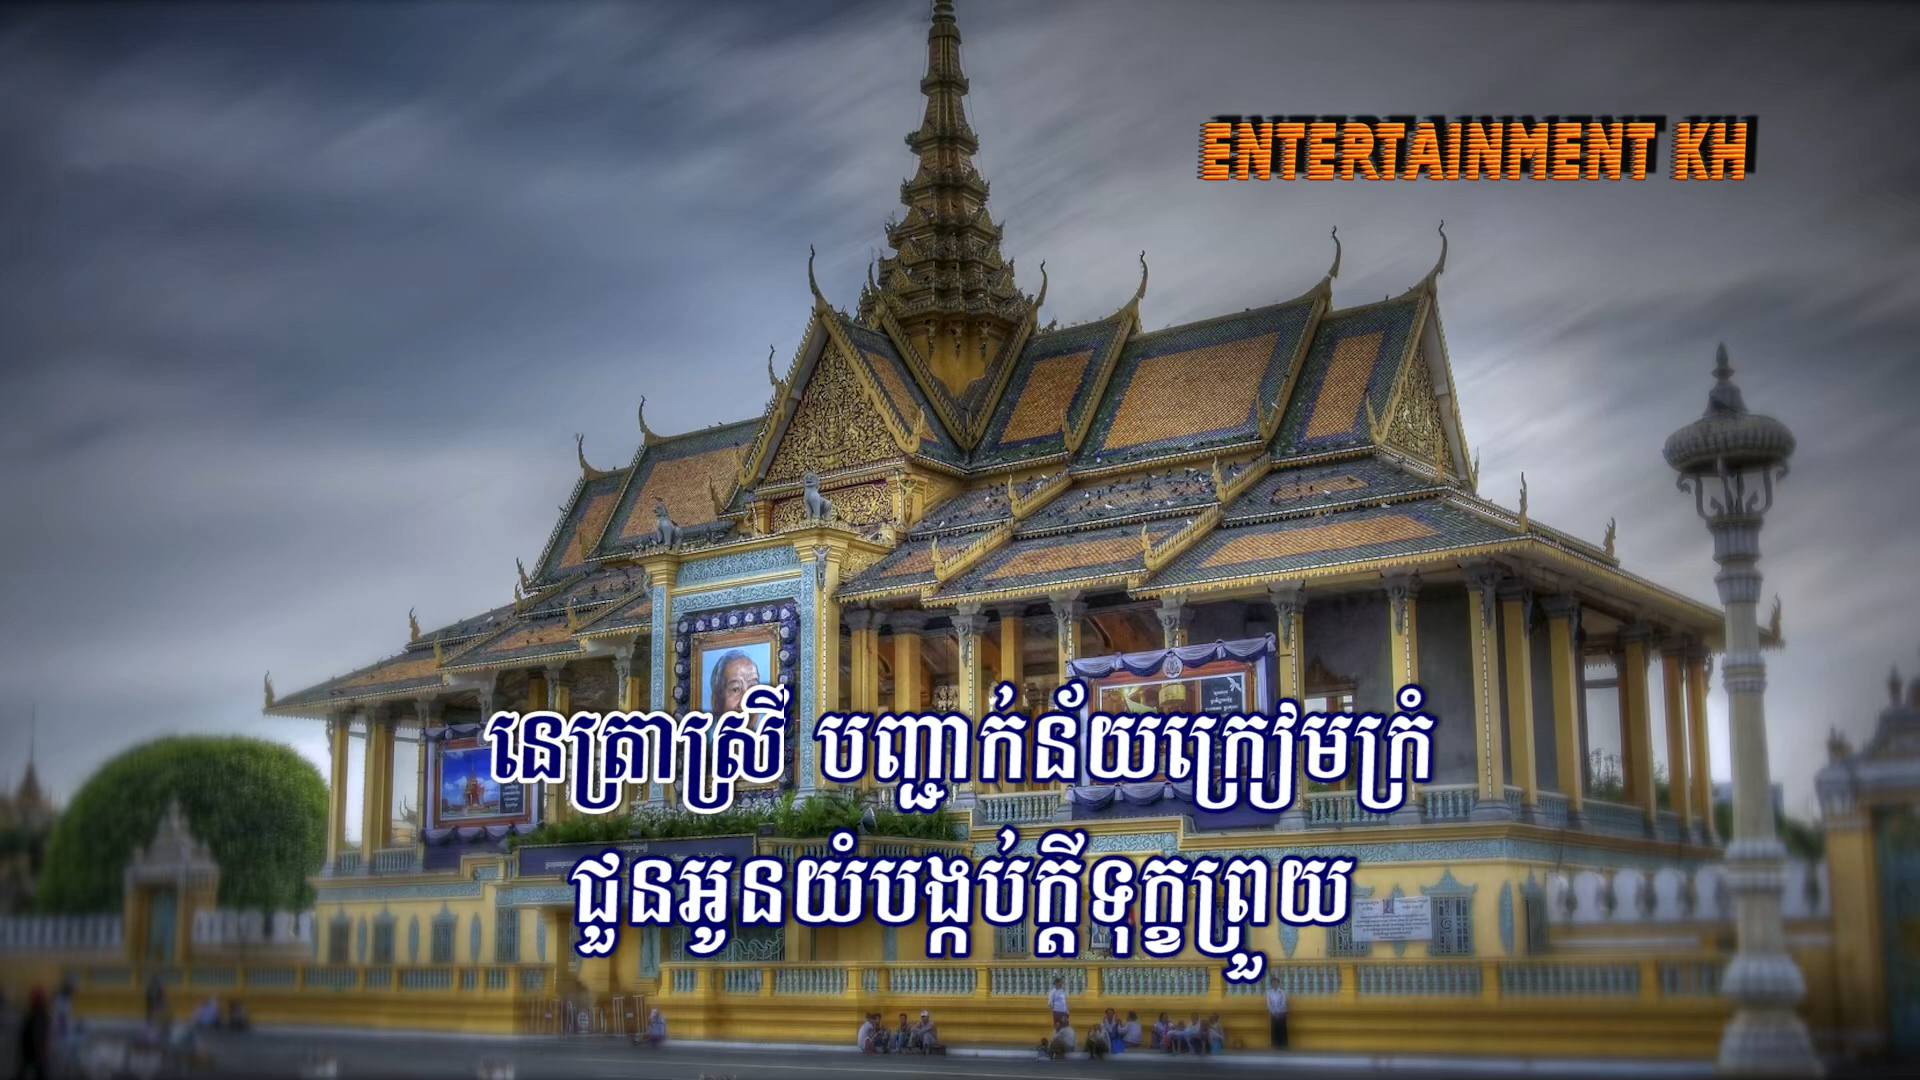 ENTERTAINMENT KH
នេត្រាស្រី បញ្ជាក់ន័យក្រៀមក្រំ
ជួនអូនយំបង្កប់ក្ដីទុក្ខព្រួយ